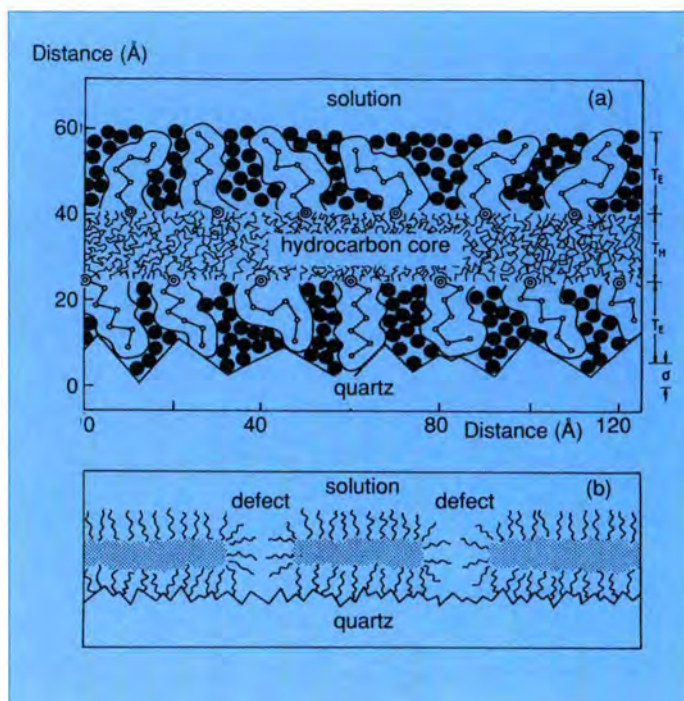 Distance (Å)
solution
(a)
60
40
20
0
hydrocarbon core
T_E
T_H
T_E
σ
quartz
0
40
80
120
Distance (Å)
(b)
solution
defect
defect
quartz